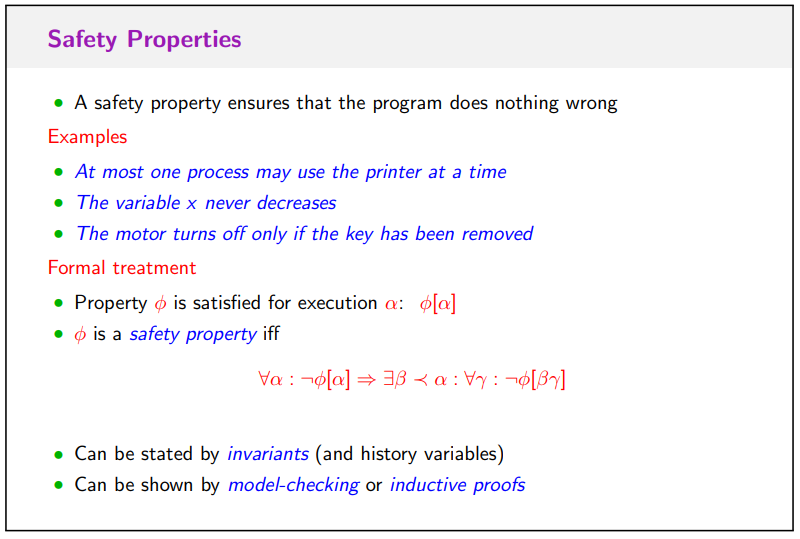 Safety Properties
• A safety property ensures that the program does nothing wrong
Examples
• At most one process may use the printer at a time
• The variable x never decreases
• The motor turns off only if the key has been removed
Formal treatment
• Property ϕ is satisfied for execution α: ϕ[α]
• ϕ is a safety property iff
∀α : ¬ϕ[α] ⇒ ∃β ≺ α : ∀γ : ¬ϕ[βγ]
• Can be stated by invariants (and history variables)
• Can be shown by model-checking or inductive proofs